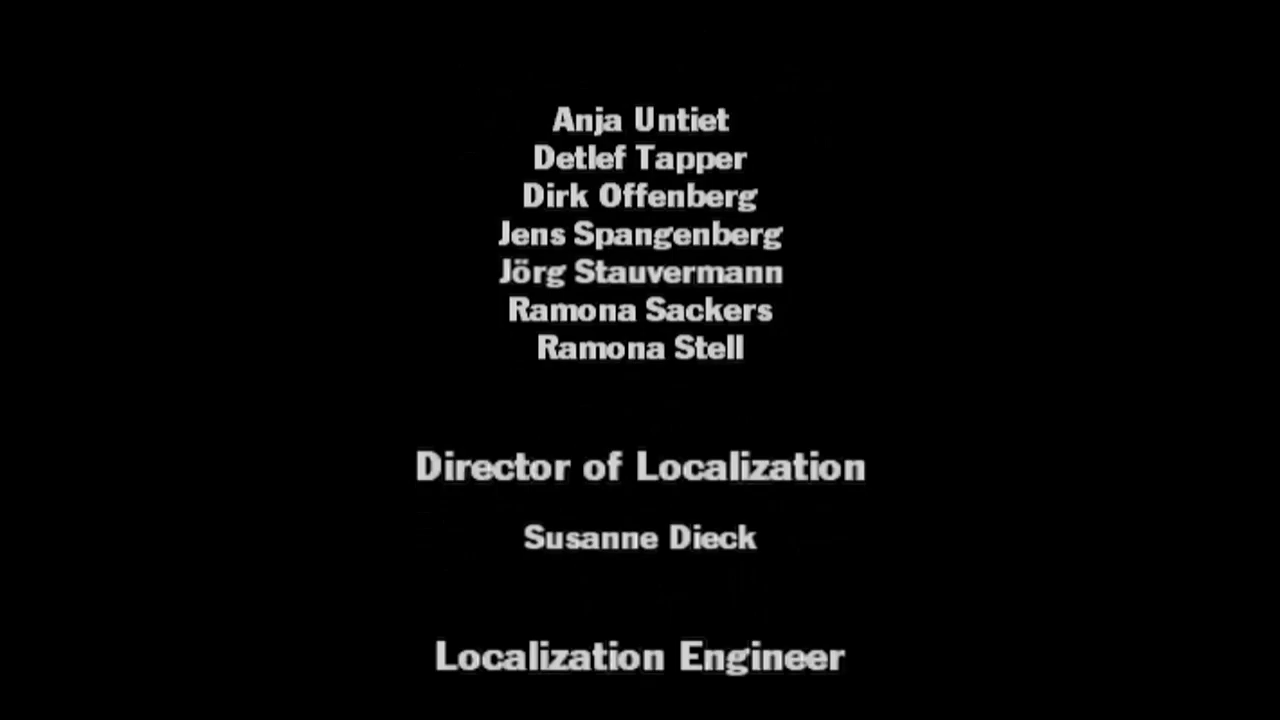 Anja Untiet
Detlef Tapper
Dirk Offenberg
Jens Spangenberg
Jörg Stauvermann
Ramona Sackers
Ramona Stell
Director of Localization
Susanne Dieck
Localization Engineer